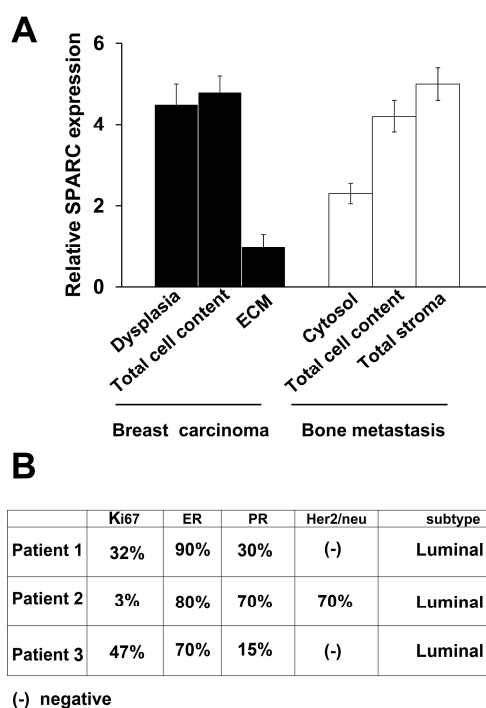 A
Relative SPARC expression
6
4
2
0
Dysplasia
Total cell content
ECM
Cytosol
Total cell content
Total stroma
Breast carcinoma Bone metastasis
B
Ki67 ER PR Her2/neu subtype
Patient 1 32% 90% 30% (-) Luminal
Patient 2 3% 80% 70% 70% Luminal
Patient 3 47% 70% 15% (-) Luminal
(-) negative